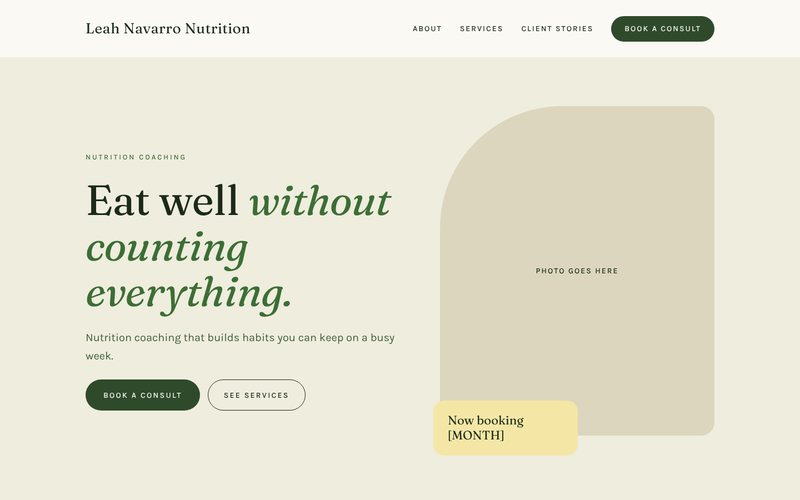 Leah Navarro Nutrition
ABOUT
SERVICES
CLIENT STORIES
BOOK A CONSULT
NUTRITION COACHING
Eat well without
counting
everything.
Nutrition coaching that builds habits you can keep on a busy
week.
BOOK A CONSULT
SEE SERVICES
PHOTO GOES HERE
Now booking
[MONTH]